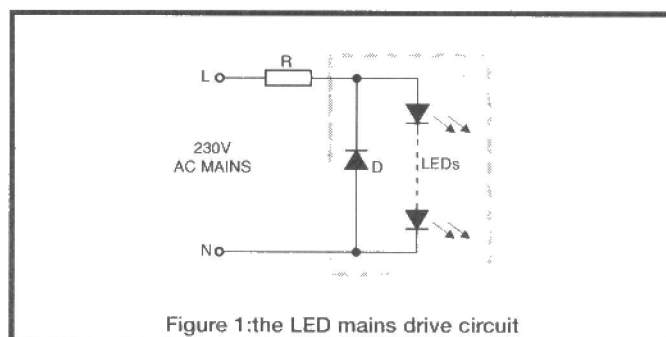 R
L
230V
AC MAINS
D
LEDs
N
Figure 1:the LED mains drive circuit